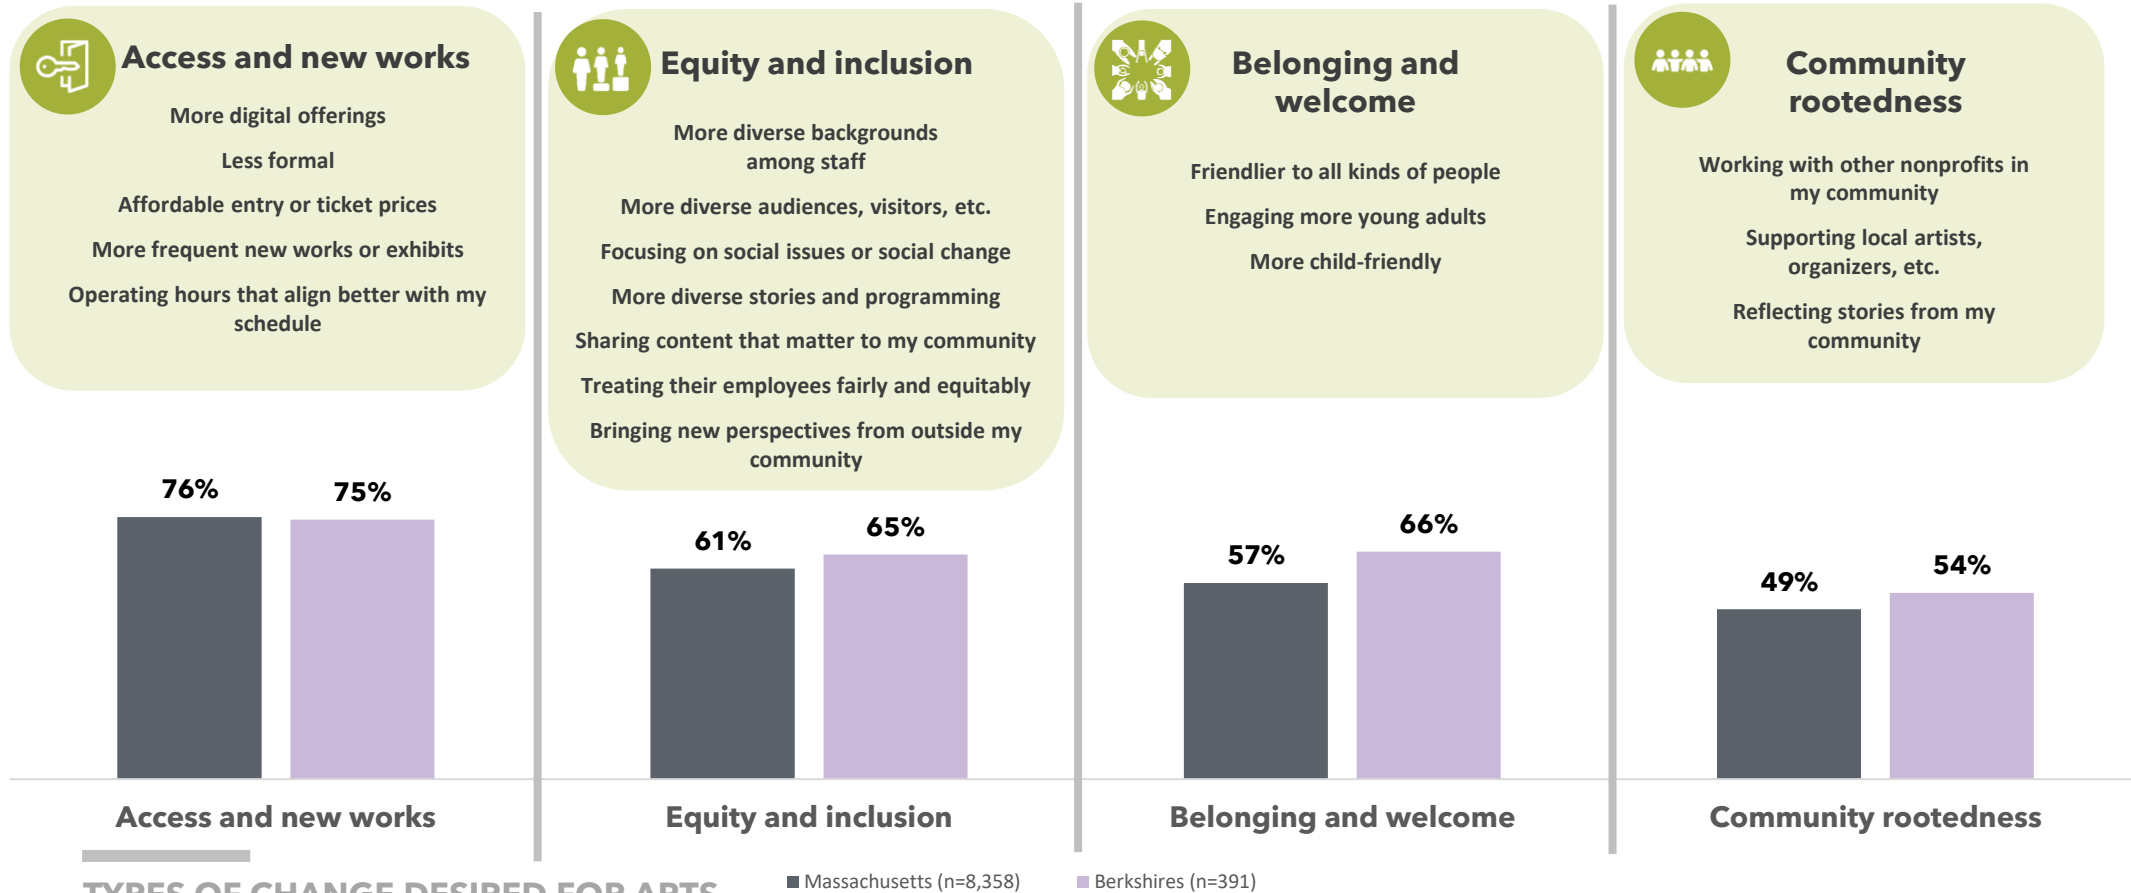 Access and new works
More digital offerings
Less formal
Affordable entry or ticket prices
More frequent new works or exhibits
Operating hours that align better with my
schedule
Equity and inclusion
More diverse backgrounds
among staff
More diverse audiences, visitors, etc.
Focusing on social issues or social change
More diverse stories and programming
Sharing content that matter to my community
Treating their employees fairly and equitably
Bringing new perspectives from outside my
community
Belonging and
welcome
Friendlier to all kinds of people
Engaging more young adults
More child-friendly
Community
rootedness
Working with other nonprofits in
my community
Supporting local artists,
organizers, etc.
Reflecting stories from my
community
76%
75%
61%
65%
57%
66%
49%
54%
Access and new works
Equity and inclusion
Belonging and welcome
Community rootedness
TYPES OF CHANGE DESIRED FOR ARTS
Massachusetts (n=8,358)
Berkshires (n=391)